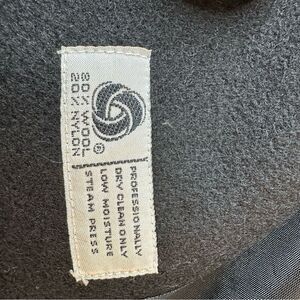 80% WOOL
20% NYLON
®
PROFESSIONALLY
DRY CLEAN ONLY
LOW MOISTURE
STEAM PRESS